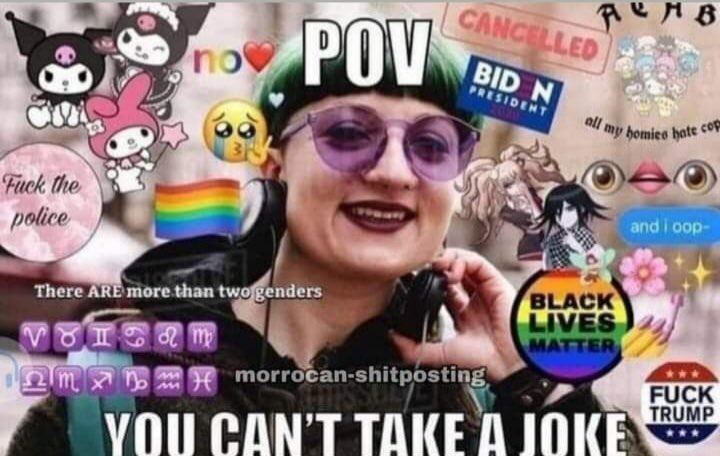 POV
no
CANCELLED
ACAB
BIDEN
PRESIDENT
2020
all my homies hate cop
Fuck the
police
and i oop-
There ARE more than two genders
BLACK
LIVES
MATTER
♈♉♊♋♌♍
♎♏♐♑♒♓
morrocan-shitposting
FUCK
TRUMP
YOU CAN'T TAKE A JOKE